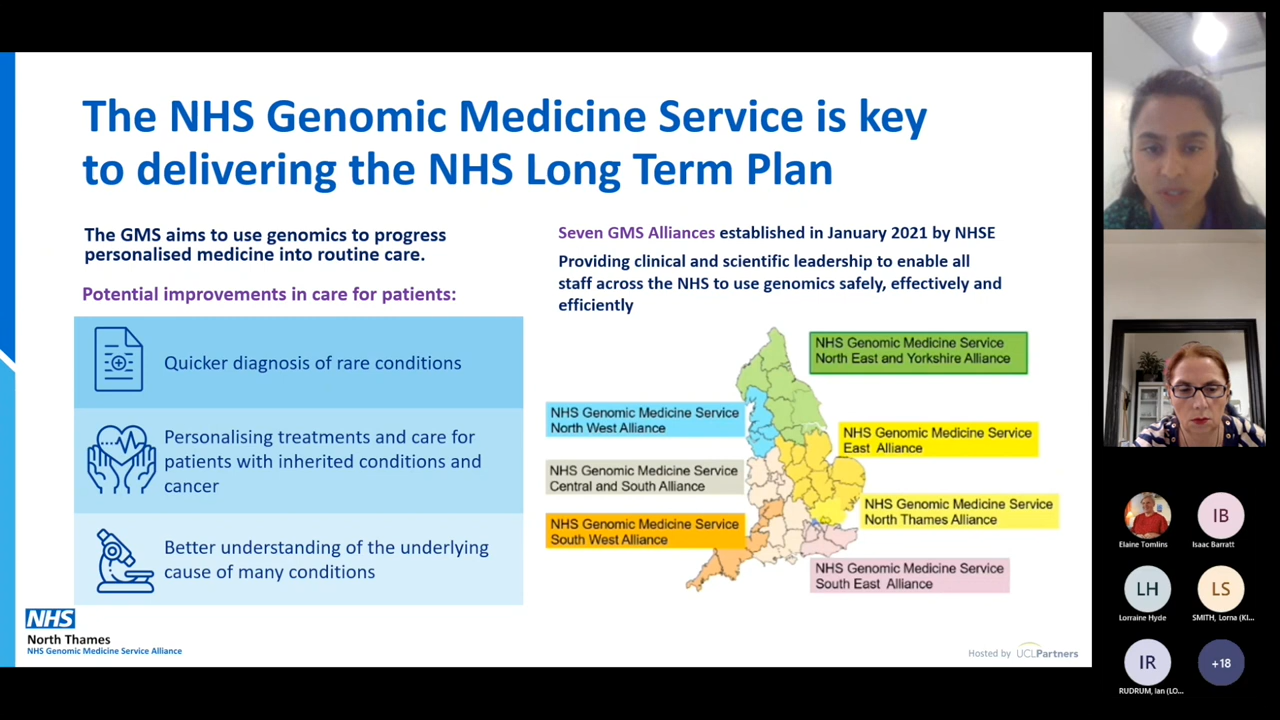 The NHS Genomic Medicine Service is key
to delivering the NHS Long Term Plan
The GMS aims to use genomics to progress
personalised medicine into routine care.
Potential improvements in care for patients:
Quicker diagnosis of rare conditions
Personalising treatments and care for
patients with inherited conditions and
cancer
Better understanding of the underlying
cause of many conditions
Seven GMS Alliances established in January 2021 by NHSE
Providing clinical and scientific leadership to enable all
staff across the NHS to use genomics safely, effectively and
efficiently
NHS Genomic Medicine Service
North East and Yorkshire Alliance
NHS Genomic Medicine Service
North West Alliance
NHS Genomic Medicine Service
East Alliance
NHS Genomic Medicine Service
Central and South Alliance
NHS Genomic Medicine Service
North Thames Alliance
NHS Genomic Medicine Service
South West Alliance
NHS Genomic Medicine Service
South East Alliance
NHS
North Thames
NHS Genomic Medicine Service Alliance
Hosted by UCLPartners
Elaine Tomlins
IB
Isaac Barratt
LH
Lorraine Hyde
LS
SMITH, Lorna (KI...
IR
RUDRUM, Ian (LO...
+18